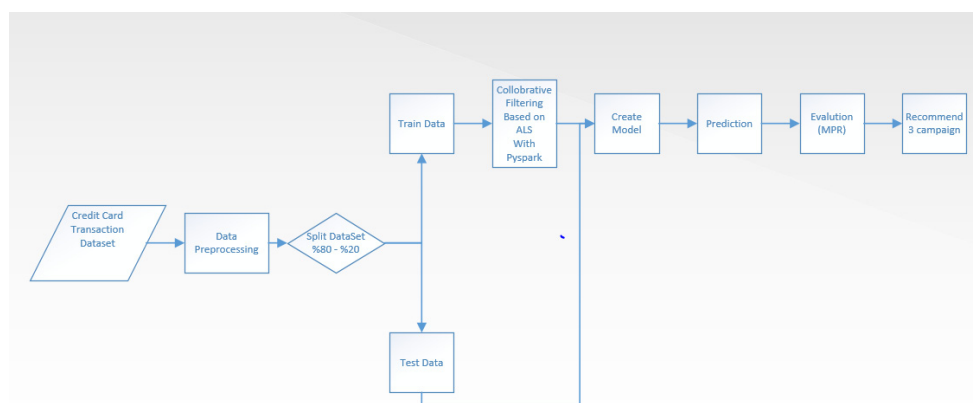 Credit Card
Transaction
Dataset
Data
Preprocessing
Split DataSet
%80 - %20
Train Data
Test Data
Collobrative
Filtering
Based on
ALS
With
Pyspark
Create
Model
Prediction
Evalution
(MPR)
Recommend
3 campaign